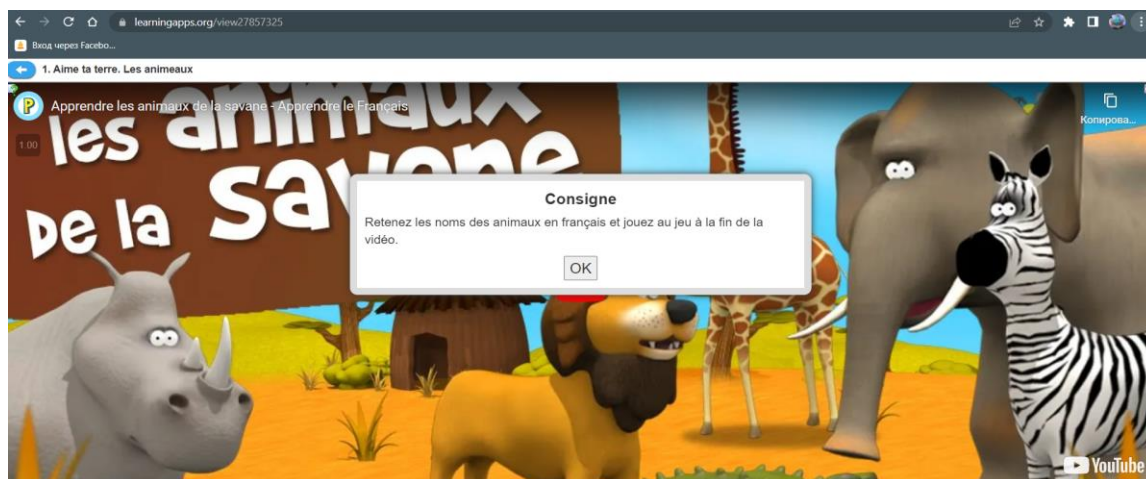 learningapps.org/view27857325
Вход через Facebo...
1. Aime ta terre. Les animeaux
P Apprendre les animaux de la savane - Apprendre le Français
Копирова...
1.00
les animaux
De la savane
Consigne
Retenez les noms des animaux en français et jouez au jeu à la fin de la
vidéo.
OK
YouTube